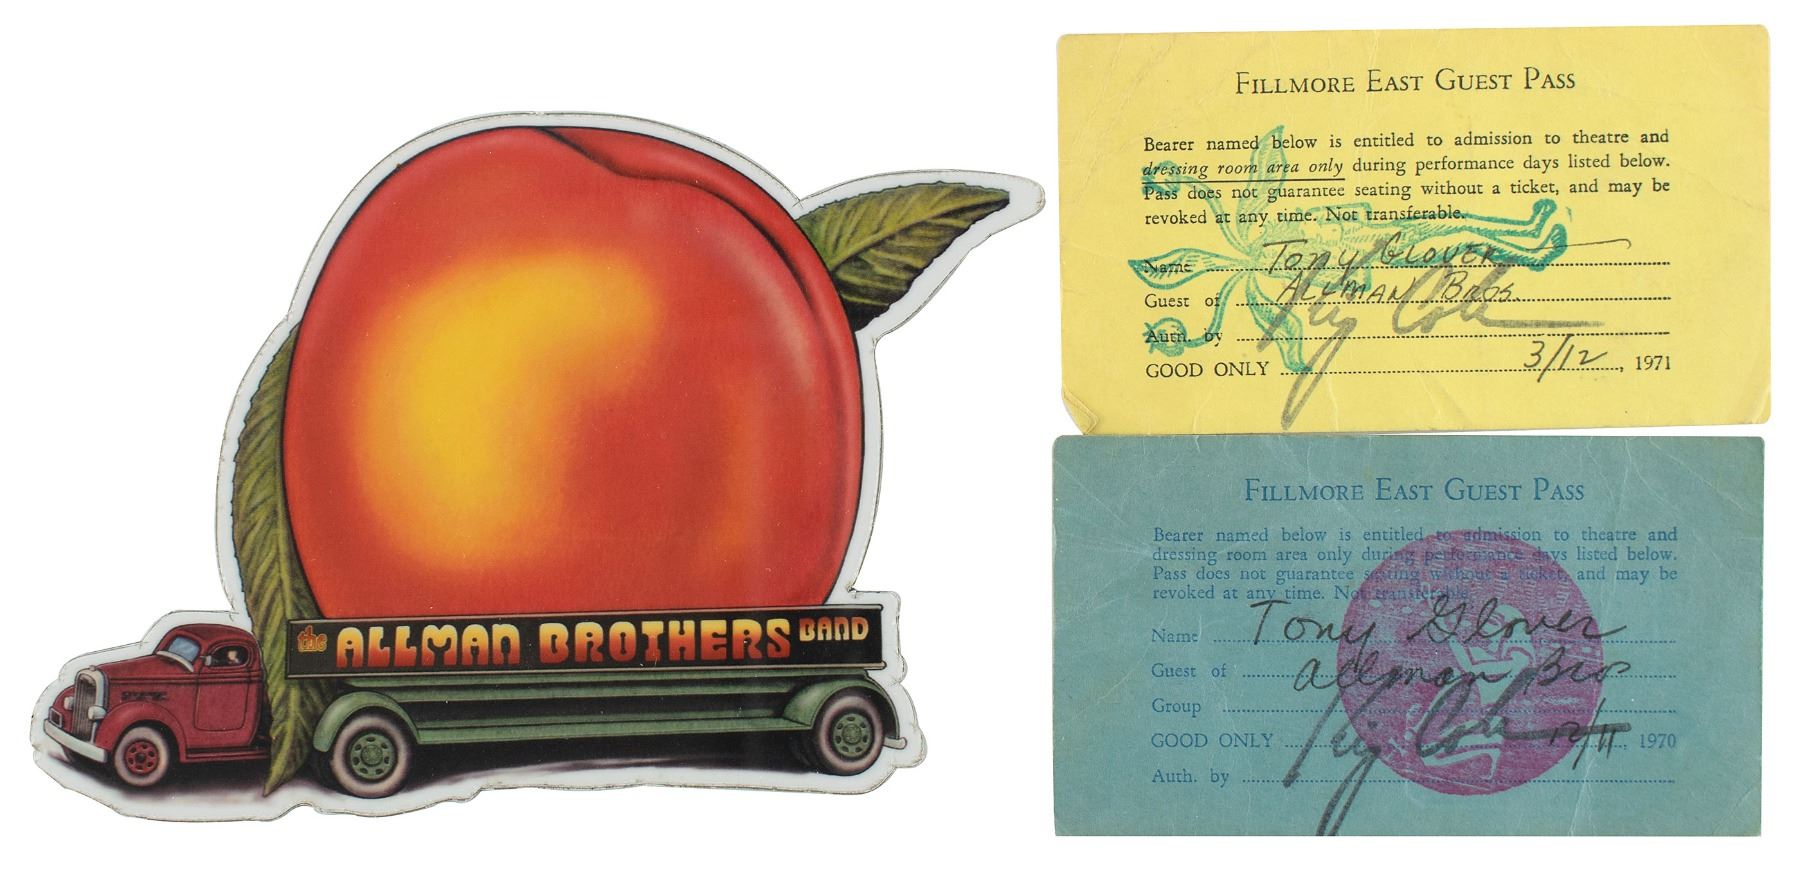 the ALLMAN BROTHERS BAND
FILLMORE EAST GUEST PASS
Bearer named below is entitled to admission to theatre and
dressing room area only during performance days listed below.
Pass does not guarantee seating without a ticket, and may be
revoked at any time. Not transferable.
Name Tony Glover
Guest of Allman Bros.
Auth. by
GOOD ONLY 3/12, 1971
FILLMORE EAST GUEST PASS
Bearer named below is entitled to admission to theatre and
dressing room area only during performance days listed below.
Pass does not guarantee seating without a ticket, and may be
revoked at any time. Not transferable.
Name Tony Glover
Guest of Allman Bros
Group
GOOD ONLY 12/11, 1970
Auth. by